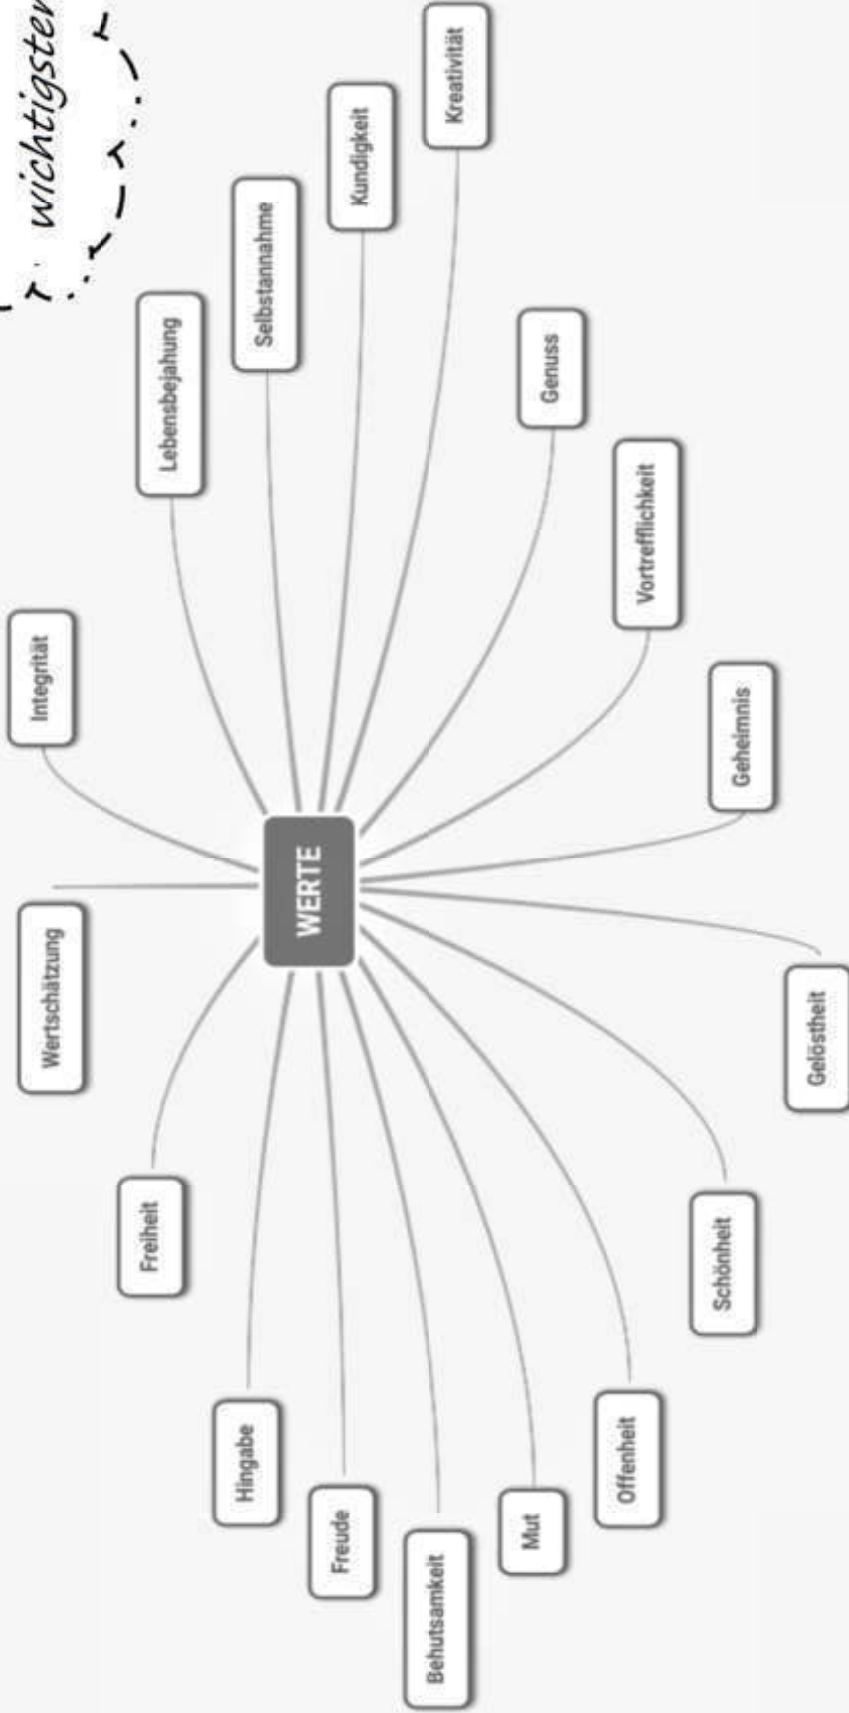 wichtigsten
Integrität
Wertschätzung
Lebensbejahung
Freiheit
Selbstannahme
Hingabe
WERTE
Kundigkeit
Freude
Kreativität
Behutsamkeit
Genuss
Mut
Vortrefflichkeit
Offenheit
Geheimnis
Schönheit
Gelöstheit